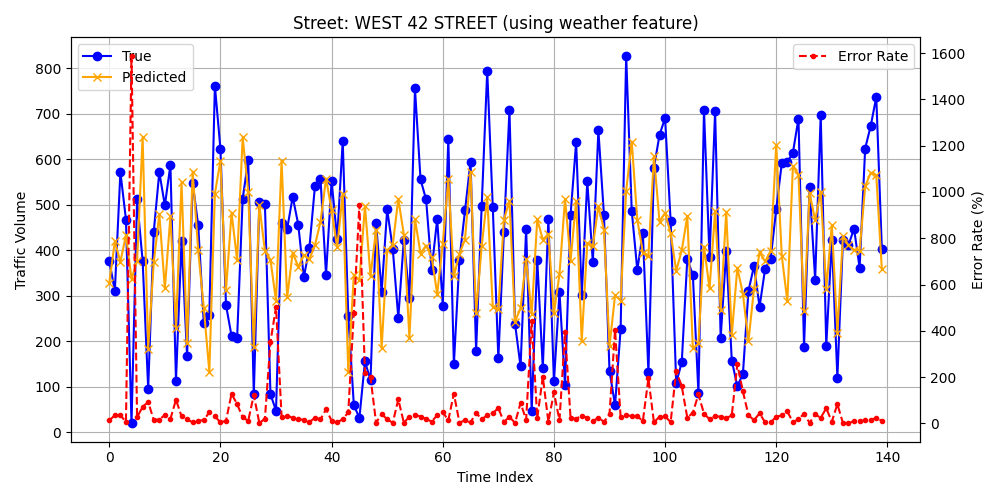 Street: WEST 42 STREET (using weather feature)
True
Predicted
Error Rate
Traffic Volume
800
700
600
500
400
300
200
100
0
1600
1400
1200
1000
800
600
400
200
0
Error Rate (%)
0 20 40 60 80 100 120 140
Time Index